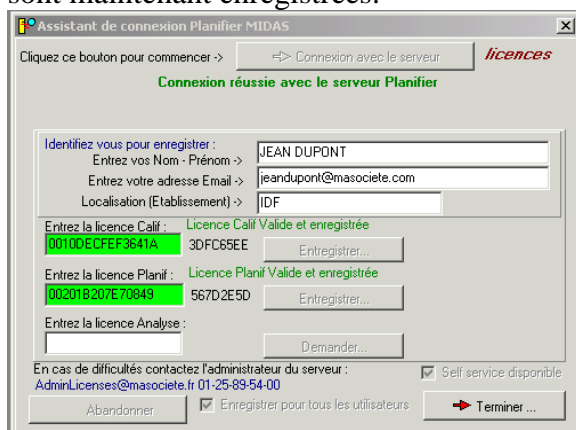 sont maintenant enregistrées.
Assistant de connexion Planifier MIDAS
Cliquez ce bouton pour commencer -> Connexion avec le serveur licences
Connexion réussie avec le serveur Planifier
Identifiez vous pour enregistrer :
Entrez vos Nom - Prénom -> JEAN DUPONT
Entrez votre adresse Email -> jeandupont@masociete.com
Localisation (Etablissement) -> IDF
Entrez la licence Calif : Licence Calif Valide et enregistrée
0010DECFEF3641A 3DFC65EE Entregistrer...
Entrez la licence Planif : Licence Planif Valide et enregistrée
00201B207E70849 567D2E5D Entregistrer...
Entrez la licence Analyse :
Demander...
En cas de difficultés contactez l'administrateur du serveur : Self service disponible
AdminLicenses@masociete.fr 01-25-89-54-00
Abandonner Enregistrer pour tous les utilisateurs Terminer ...